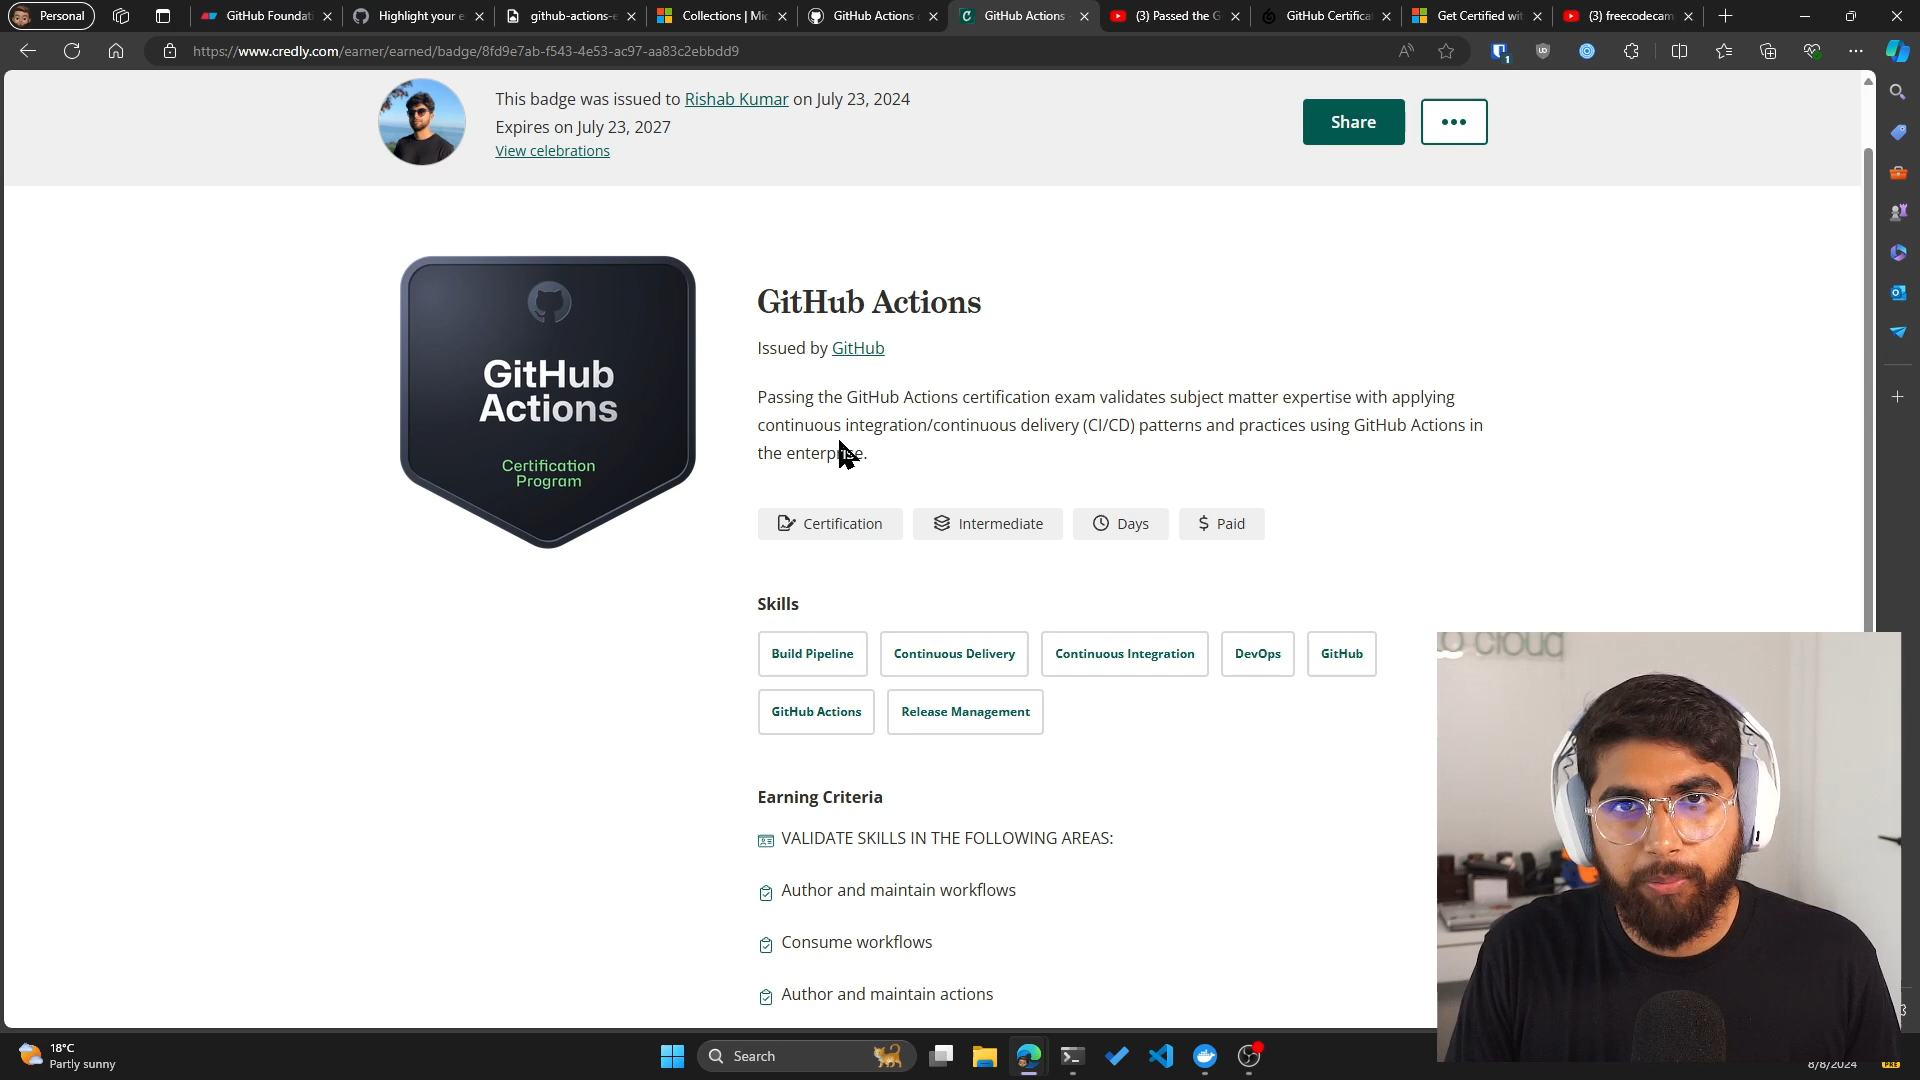 Personal
GitHub Foundati
Highlight your e
github-actions-e
Collections | Mic
GitHub Actions c
GitHub Actions -
(3) Passed the G
GitHub Certifica
Get Certified wit
(3) freecodecam
https://www.credly.com/earner/earned/badge/8fd9e7ab-f543-4e53-ac97-aa83c2ebbdd9
This badge was issued to Rishab Kumar on July 23, 2024
Expires on July 23, 2027
View celebrations
Share
GitHub
Actions
Certification
Program
GitHub Actions
Issued by GitHub
Passing the GitHub Actions certification exam validates subject matter expertise with applying
continuous integration/continuous delivery (CI/CD) patterns and practices using GitHub Actions in
the enterprise.
Certification
Intermediate
Days
$ Paid
Skills
Build Pipeline
Continuous Delivery
Continuous Integration
DevOps
GitHub
GitHub Actions
Release Management
Earning Criteria
VALIDATE SKILLS IN THE FOLLOWING AREAS:
Author and maintain workflows
Consume workflows
Author and maintain actions
cloud
18°C
Partly sunny
Search
8/8/2024
PRE